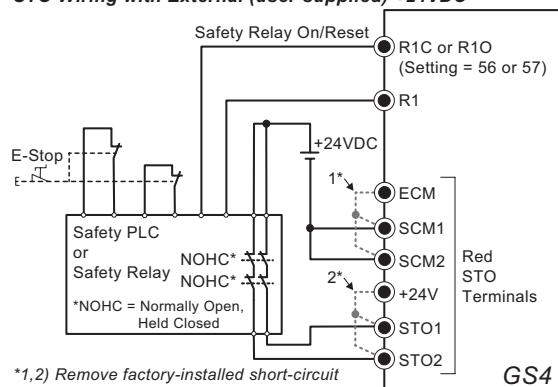 STO Wiring with External (user-supplied) +24VDC
Safety Relay On/Reset
R1C or R1O
(Setting = 56 or 57)
R1
+24VDC
E-Stop
1*
ECM
SCM1
SCM2
Safety PLC
or
Safety Relay
NOHC*
NOHC*
*NOHC = Normally Open,
Held Closed
2*
+24V
STO1
STO2
Red
STO
Terminals
*1,2) Remove factory-installed short-circuit
GS4